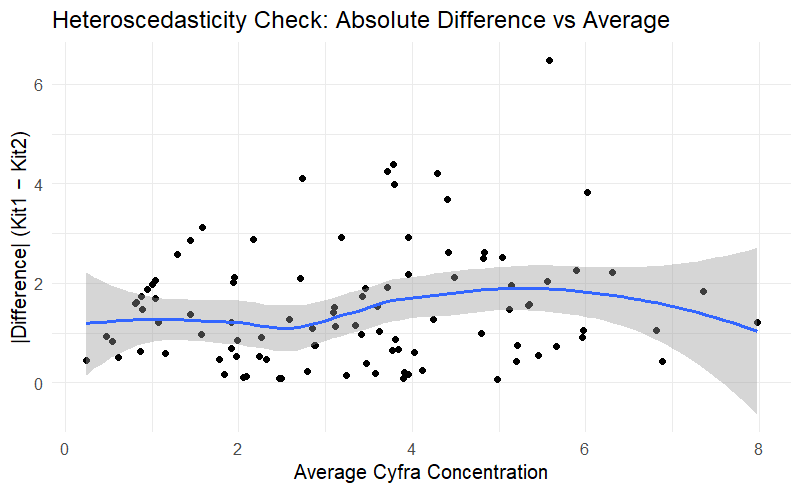 Heteroscedasticity Check: Absolute Difference vs Average
|Difference| (Kit1 − Kit2)
6
4
2
0
0 2 4 6 8
Average Cyfra Concentration